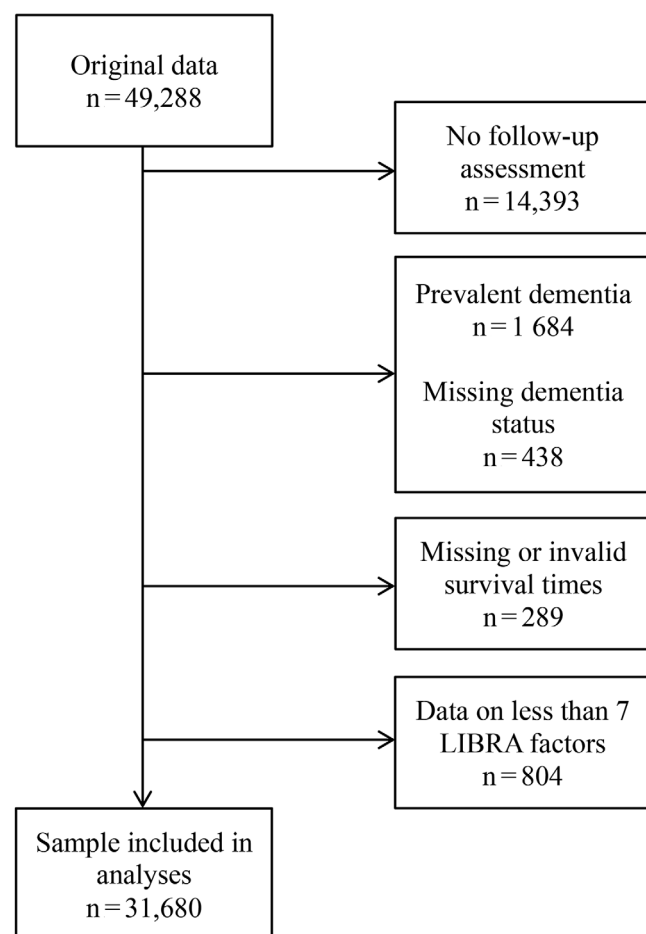 Original data
n = 49,288
No follow-up
assessment
n = 14,393
Prevalent dementia
n = 1 684
Missing dementia
status
n = 438
Missing or invalid
survival times
n = 289
Data on less than 7
LIBRA factors
n = 804
Sample included in
analyses
n = 31,680